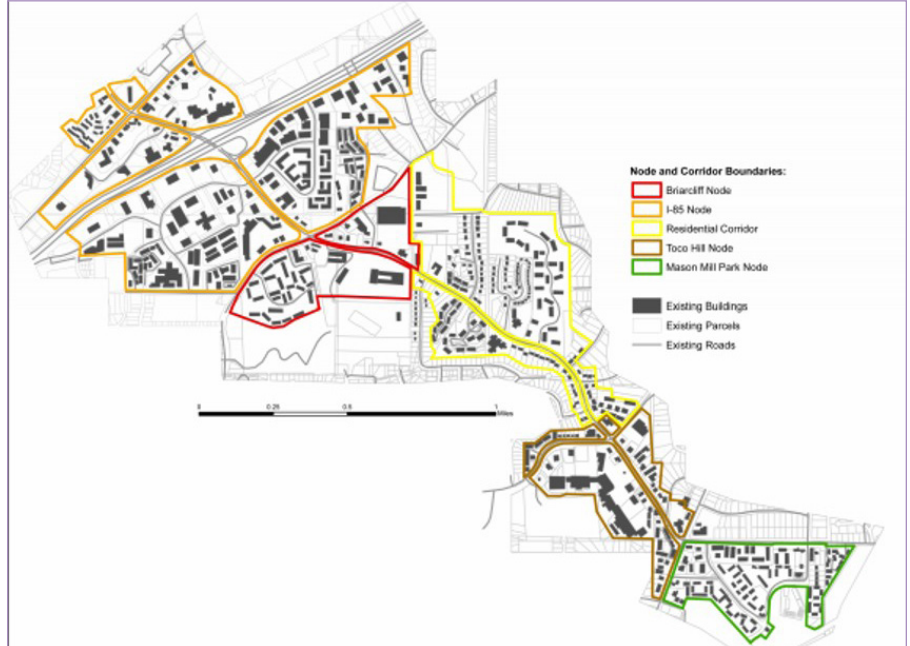 Node and Corridor Boundaries:
Briarcliff Node
I-85 Node
Residential Corridor
Toco Hill Node
Mason Mill Park Node
Existing Buildings
Existing Parcels
Existing Roads
0 0.25 0.5 1
Miles